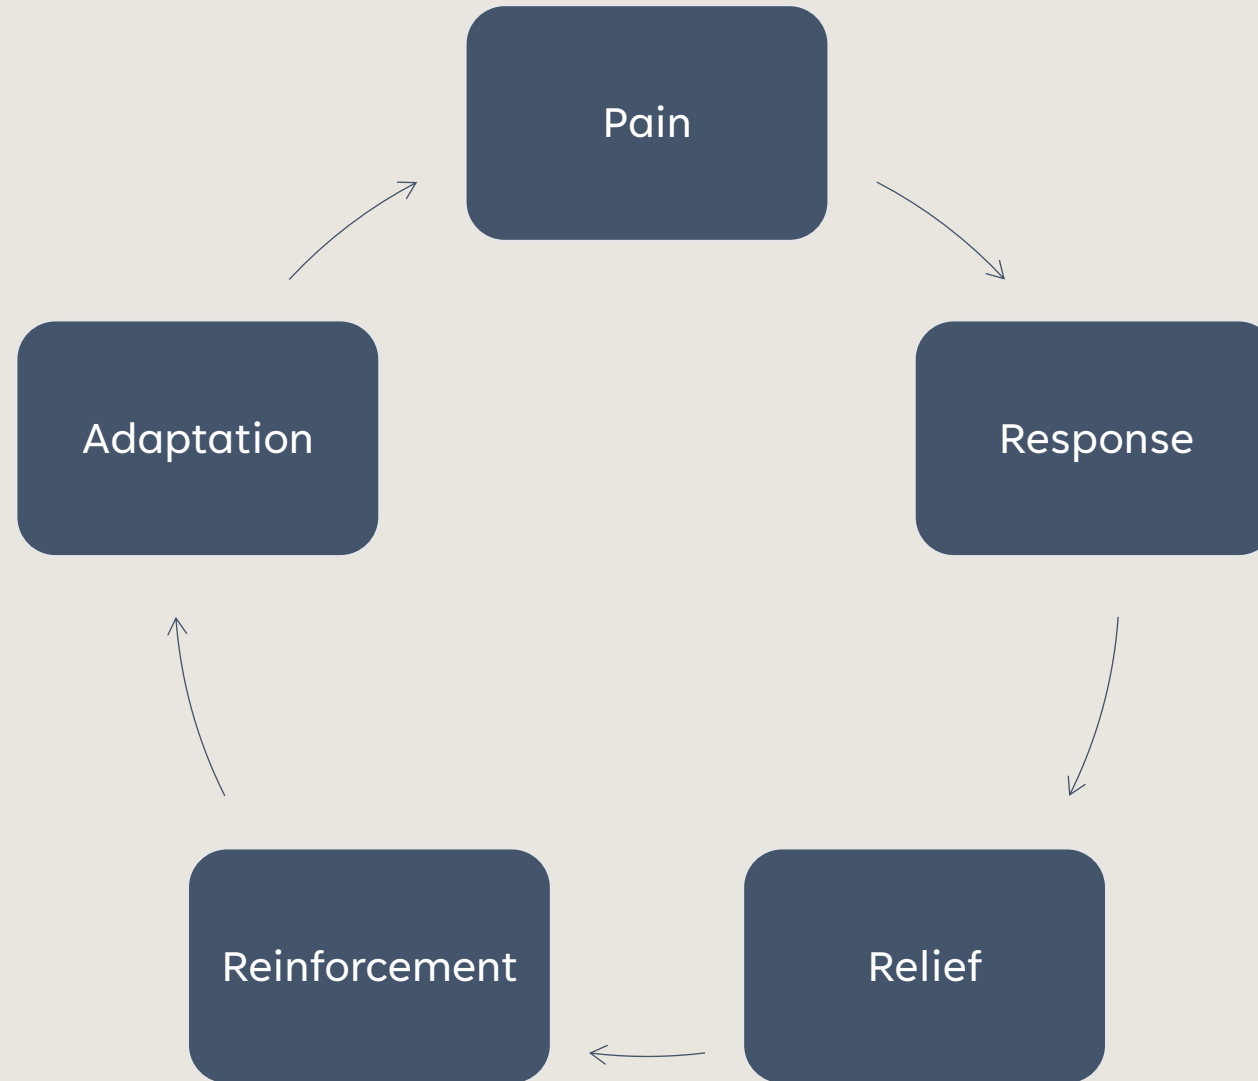 Pain
Response
Relief
Reinforcement
Adaptation